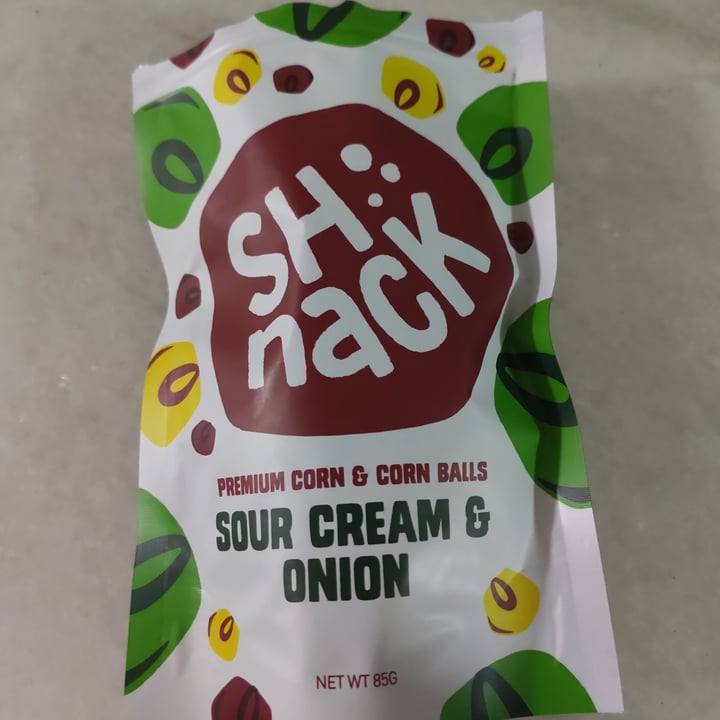 SH
nACK
PREMIUM CORN & CORN BALLS
SOUR CREAM &
ONION
NET WT 85G